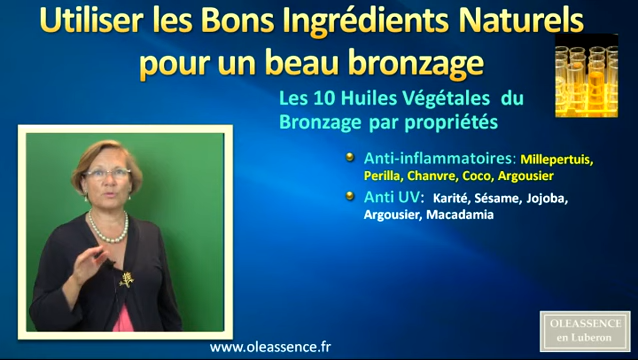 Utiliser les Bons Ingrédients Naturels
pour un beau bronzage
Les 10 Huiles Végétales du
Bronzage par propriétés
Anti-inflammatoires: Millepertuis,
Perilla, Chanvre, Coco, Argousier
Anti UV: Karité, Sésame, Jojoba,
Argousier, Macadamia
OLEASSENCE
en Luberon
www.oleassence.fr